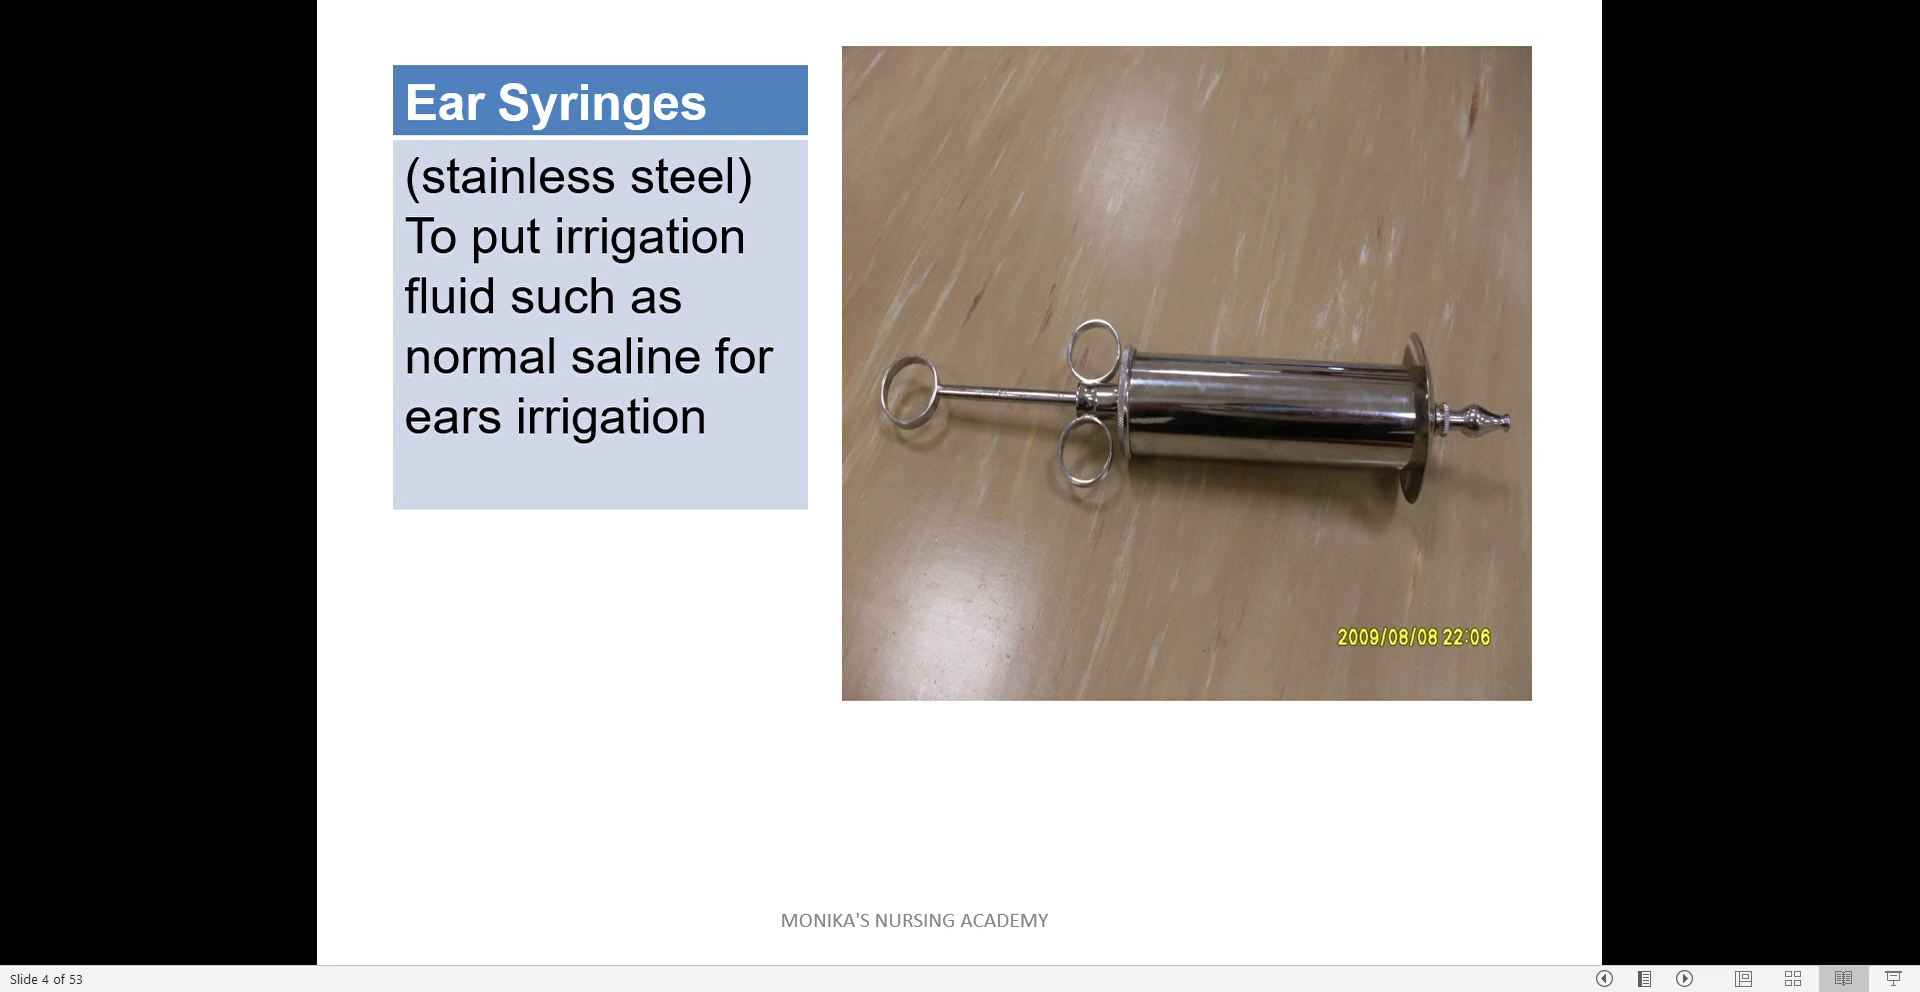 Ear Syringes
(stainless steel)
To put irrigation
fluid such as
normal saline for
ears irrigation
2009/08/08 22:06
MONIKA'S NURSING ACADEMY
Slide 4 of 53